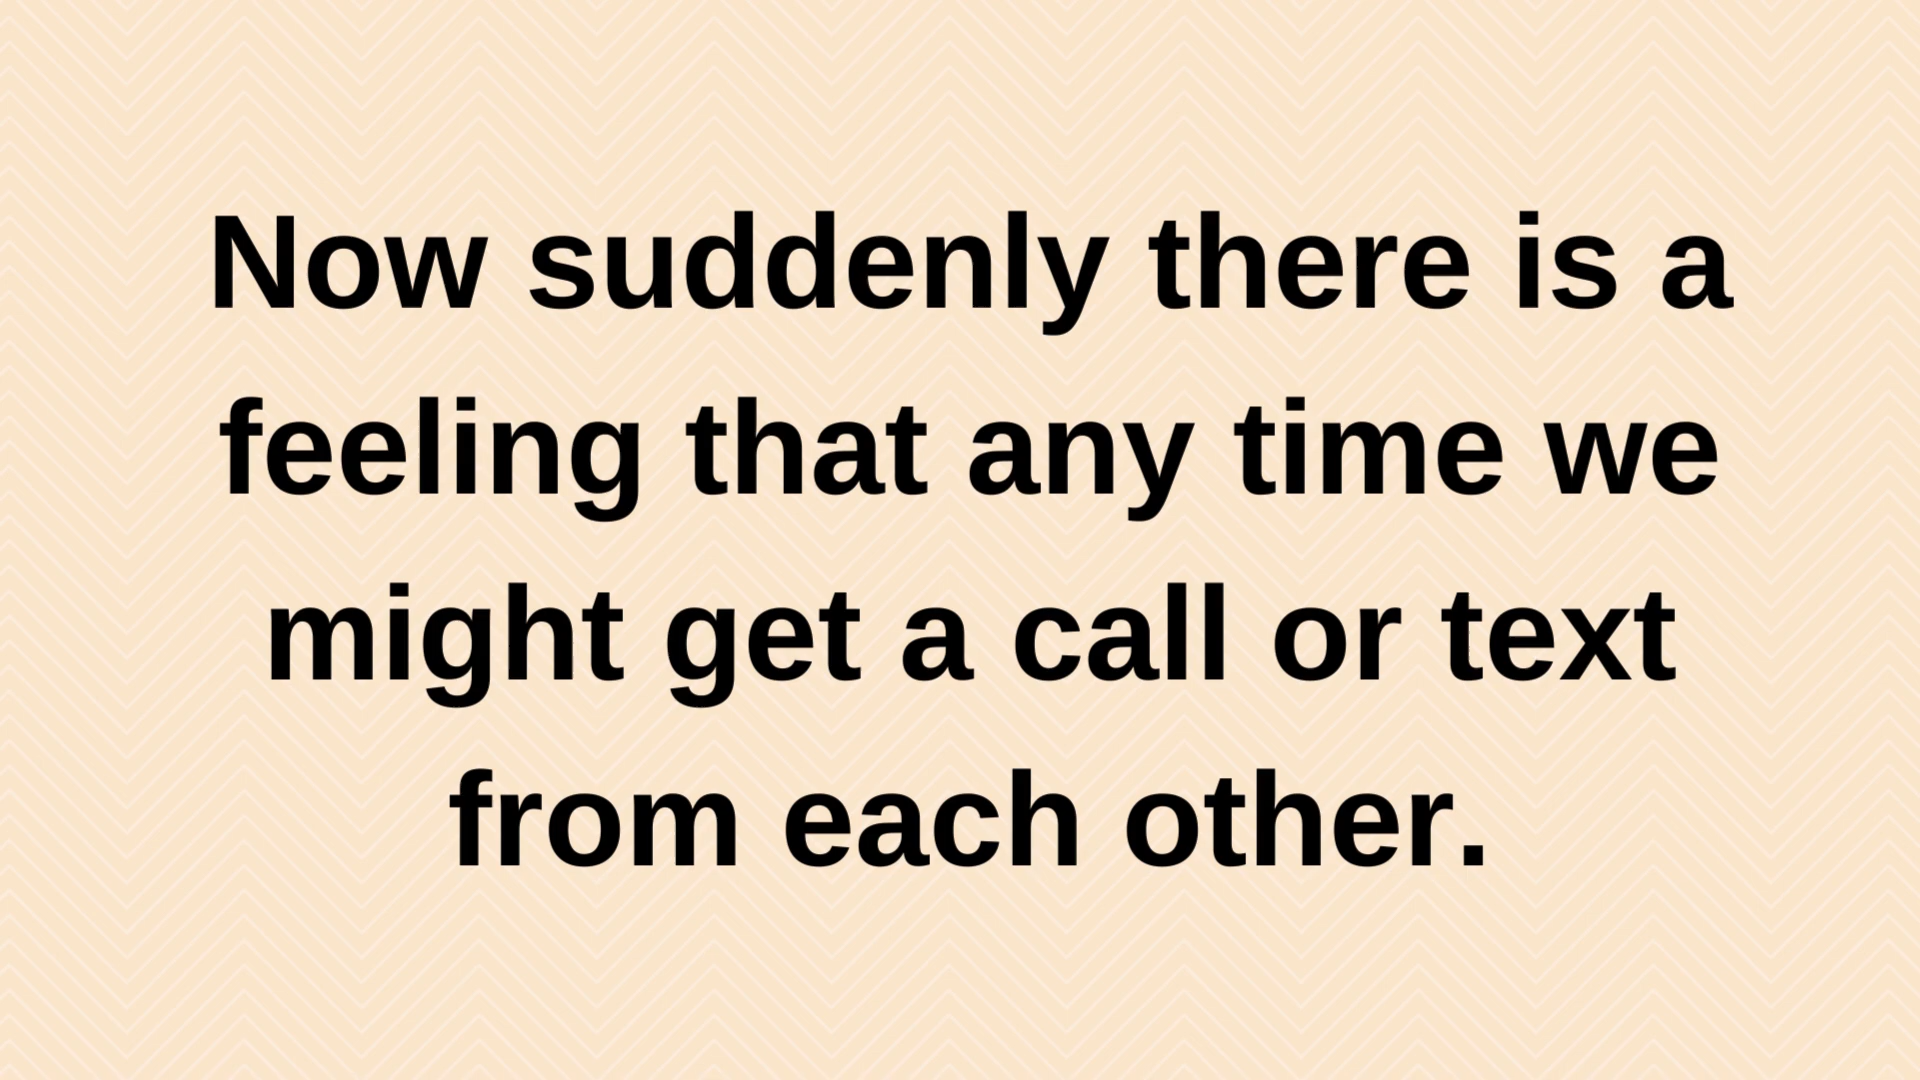 Now suddenly there is a
feeling that any time we
might get a call or text
from each other.